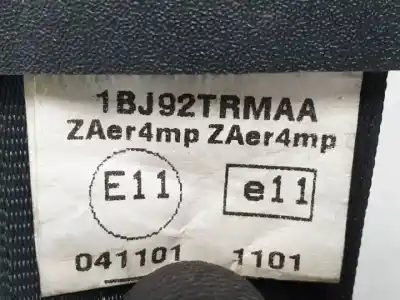 1BJ92TRMAA
ZAer4mp ZAer4mp
E11 e11
041101 1101